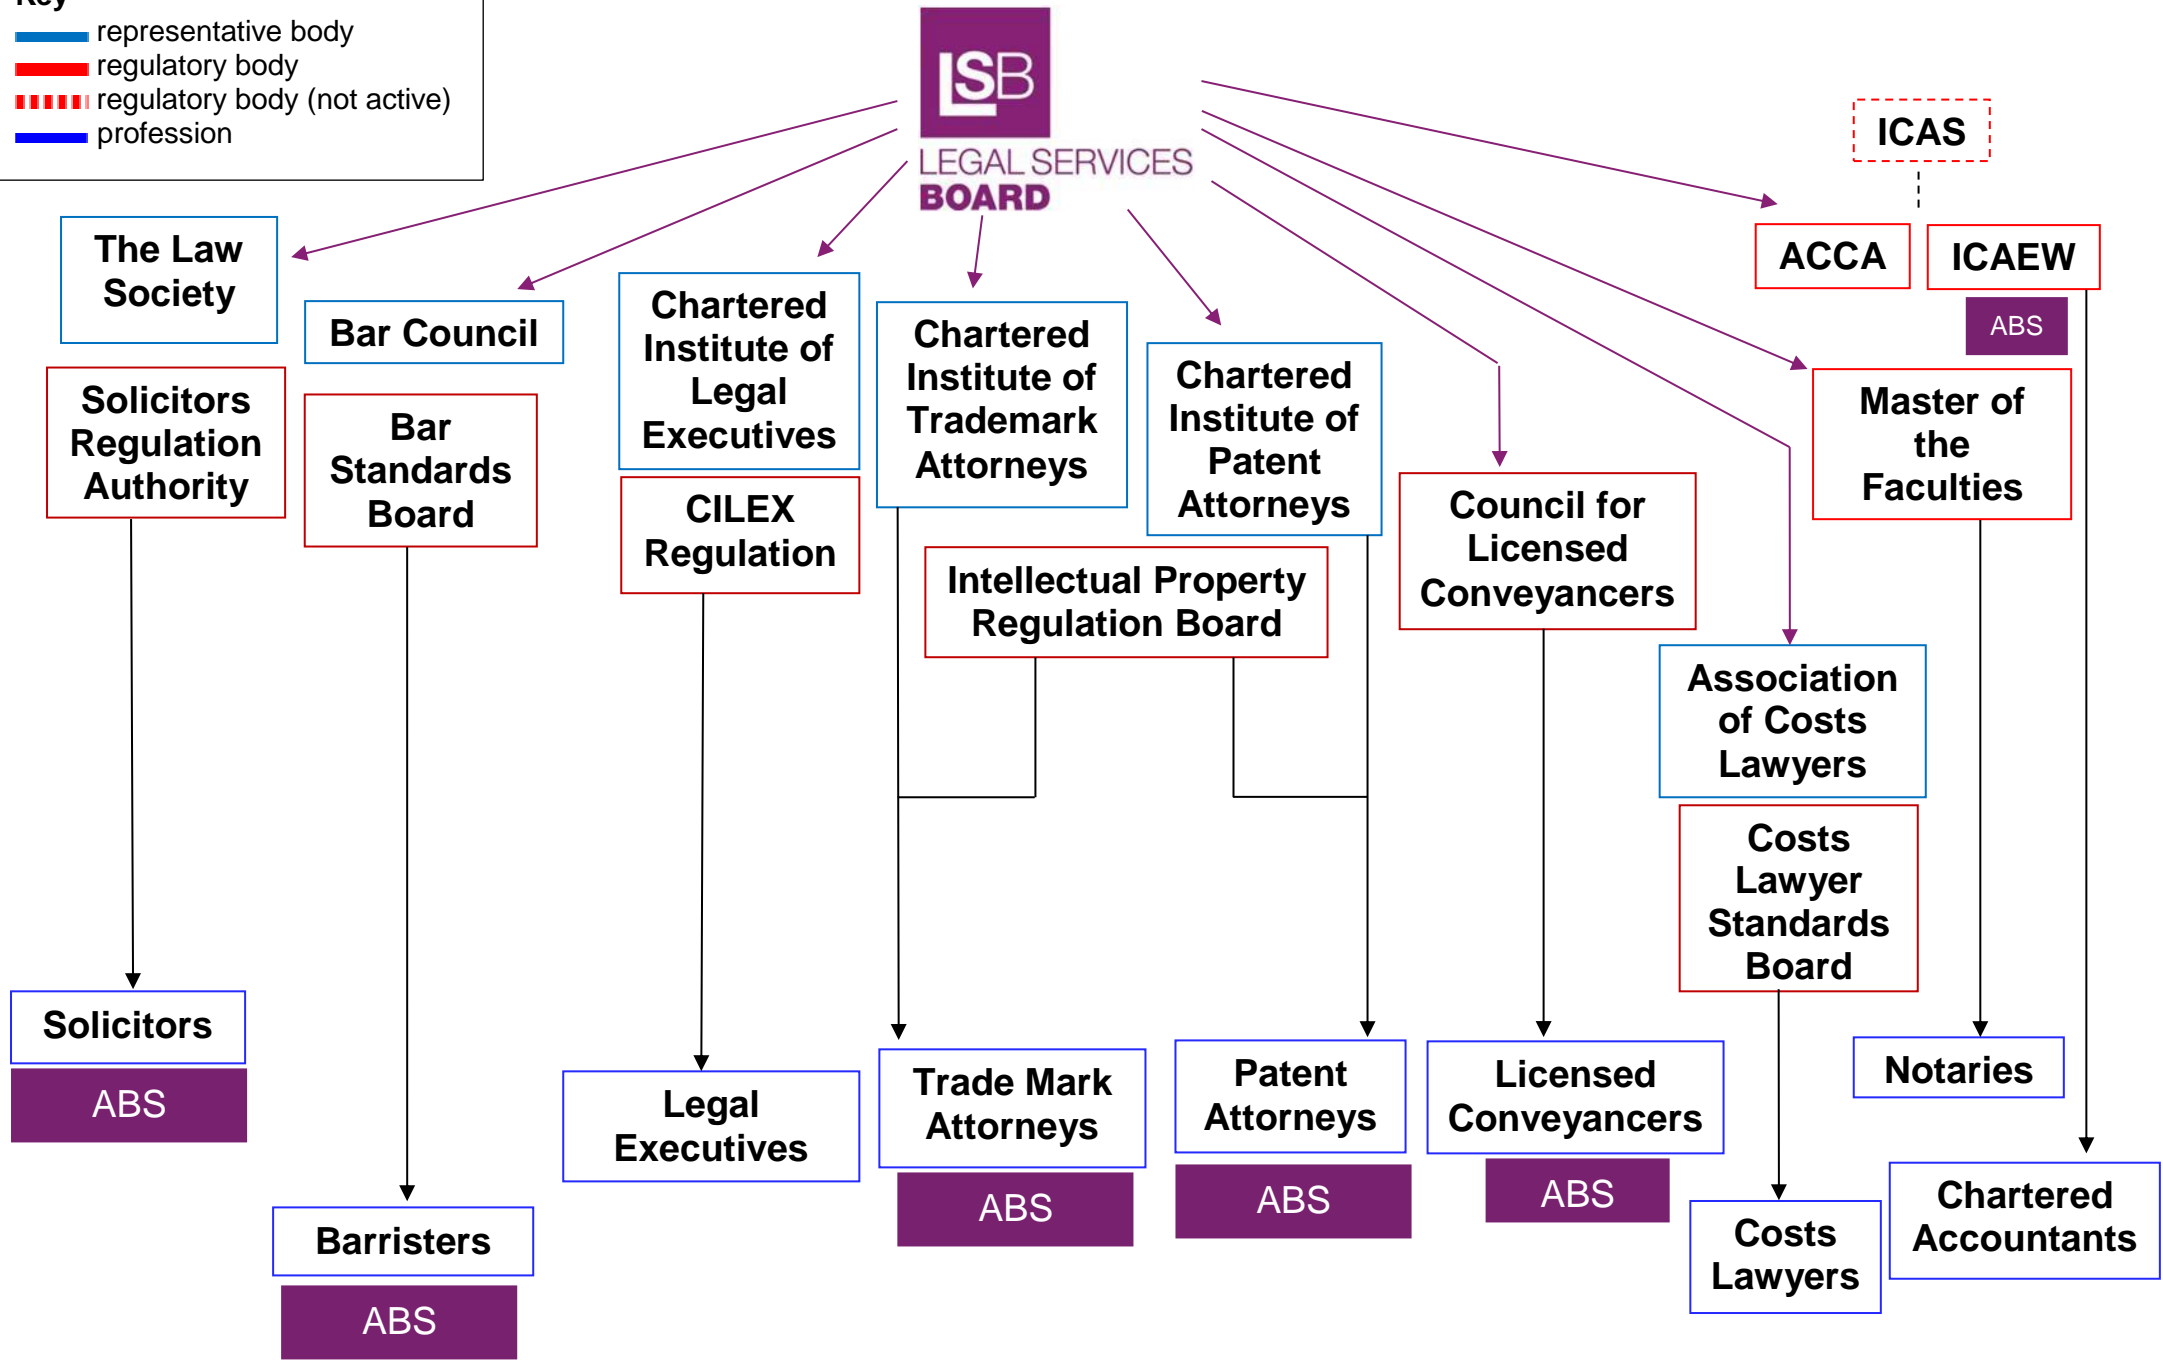 Key
representative body
regulatory body
regulatory body (not active)
profession
LSB
LEGAL SERVICES
BOARD
ICAS
The Law
Society
Bar Council
Chartered
Institute of
Legal
Executives
Chartered
Institute of
Trademark
Attorneys
Chartered
Institute of
Patent
Attorneys
ACCA
ICAEW
ABS
Solicitors
Regulation
Authority
Bar
Standards
Board
CILEX
Regulation
Intellectual Property
Regulation Board
Council for
Licensed
Conveyancers
Master of
the
Faculties
Association
of Costs
Lawyers
Costs
Lawyer
Standards
Board
Solicitors
ABS
Barristers
ABS
Legal
Executives
Trade Mark
Attorneys
ABS
Patent
Attorneys
ABS
Licensed
Conveyancers
ABS
Costs
Lawyers
Notaries
Chartered
Accountants